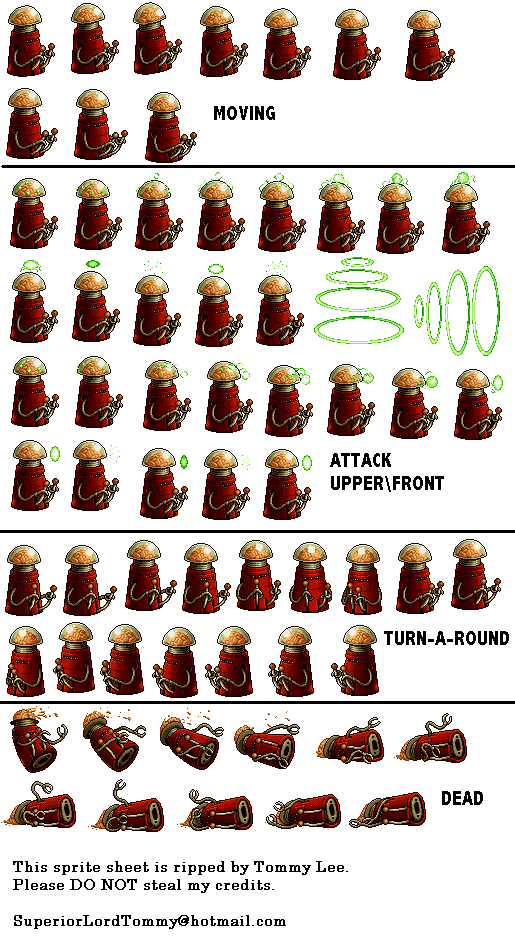 MOVING
ATTACK
UPPER\FRONT
TURN-A-ROUND
DEAD
This sprite sheet is ripped by Tommy Lee.
Please DO NOT steal my credits.
SuperiorLordTommy@hotmail.com